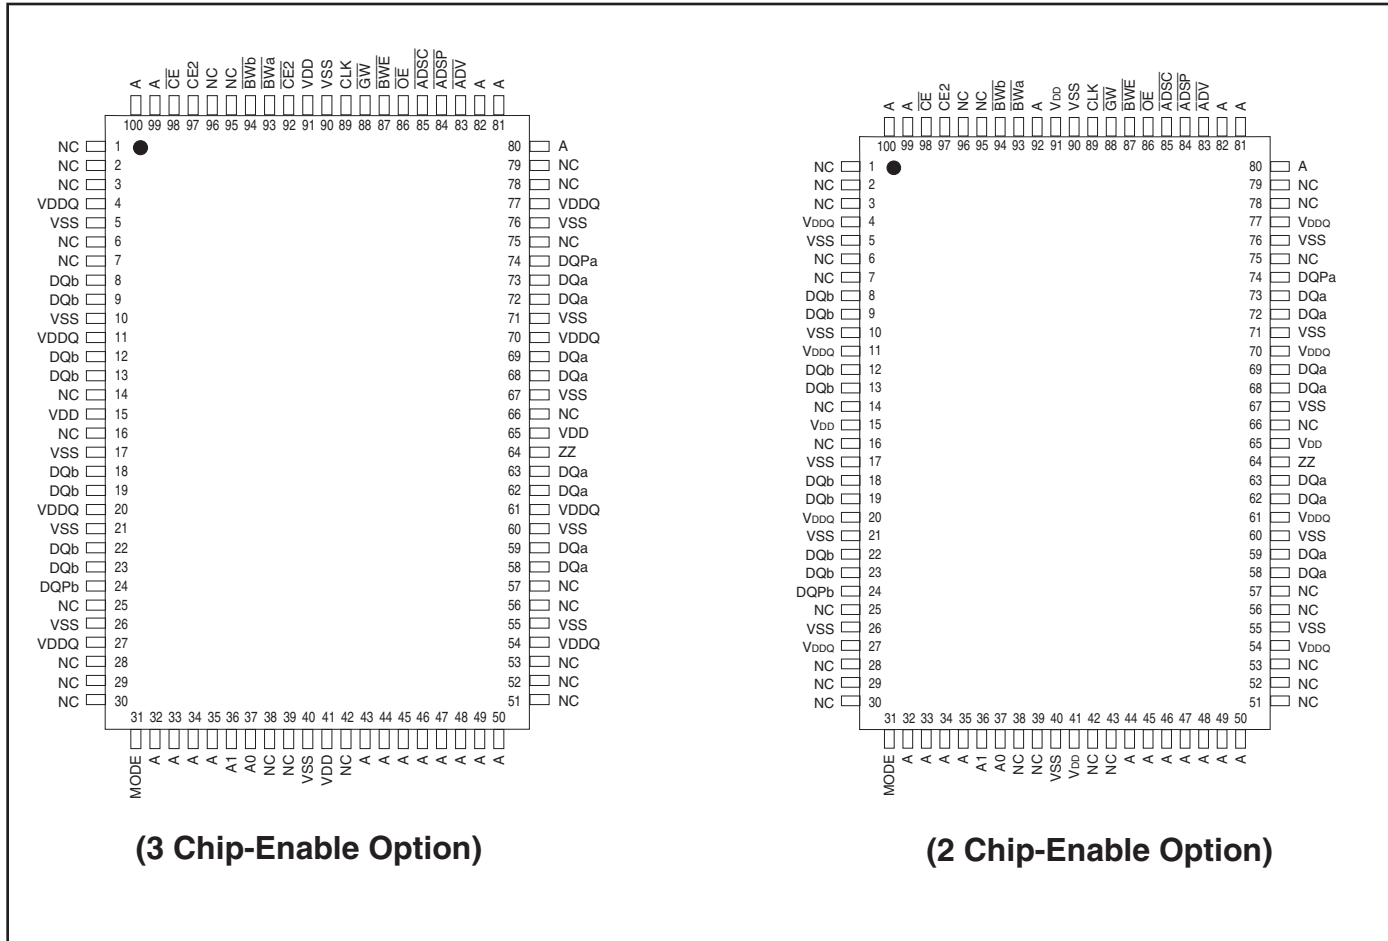 A A CE CE2 NC NC BWb BWa CE2 VDD VSS CLK GW BWE OE ADSC ADSP ADV A A
100 99 98 97 96 95 94 93 92 91 90 89 88 87 86 85 84 83 82 81
NC 1 80 A
NC 2 79 NC
NC 3 78 NC
VDDQ 4 77 VDDQ
VSS 5 76 VSS
NC 6 75 NC
NC 7 74 DQPa
DQb 8 73 DQa
DQb 9 72 DQa
VSS 10 71 VSS
VDDQ 11 70 VDDQ
DQb 12 69 DQa
DQb 13 68 DQa
NC 14 67 VSS
VDD 15 66 NC
NC 16 65 VDD
VSS 17 64 ZZ
DQb 18 63 DQa
DQb 19 62 DQa
VDDQ 20 61 VDDQ
VSS 21 60 VSS
DQb 22 59 DQa
DQb 23 58 DQa
DQPb 24 57 NC
NC 25 56 NC
VSS 26 55 VSS
VDDQ 27 54 VDDQ
NC 28 53 NC
NC 29 52 NC
NC 30 51 NC
31 32 33 34 35 36 37 38 39 40 41 42 43 44 45 46 47 48 49 50
MODE A A A A A1 A0 NC NC VSS VDD NC A A A A A A A A
(3 Chip-Enable Option)
A A CE CE2 NC NC BWb BWa A VDD VSS CLK GW BWE OE ADSC ADSP ADV A A
100 99 98 97 96 95 94 93 92 91 90 89 88 87 86 85 84 83 82 81
NC 1 80 A
NC 2 79 NC
NC 3 78 NC
VDDQ 4 77 VDDQ
VSS 5 76 VSS
NC 6 75 NC
NC 7 74 DQPa
DQb 8 73 DQa
DQb 9 72 DQa
VSS 10 71 VSS
VDDQ 11 70 VDDQ
DQb 12 69 DQa
DQb 13 68 DQa
NC 14 67 VSS
VDD 15 66 NC
NC 16 65 VDD
VSS 17 64 ZZ
DQb 18 63 DQa
DQb 19 62 DQa
VDDQ 20 61 VDDQ
VSS 21 60 VSS
DQb 22 59 DQa
DQb 23 58 DQa
DQPb 24 57 NC
NC 25 56 NC
VSS 26 55 VSS
VDDQ 27 54 VDDQ
NC 28 53 NC
NC 29 52 NC
NC 30 51 NC
31 32 33 34 35 36 37 38 39 40 41 42 43 44 45 46 47 48 49 50
MODE A A A A A1 A0 NC NC VSS VDD NC NC A A A A A A A
(2 Chip-Enable Option)